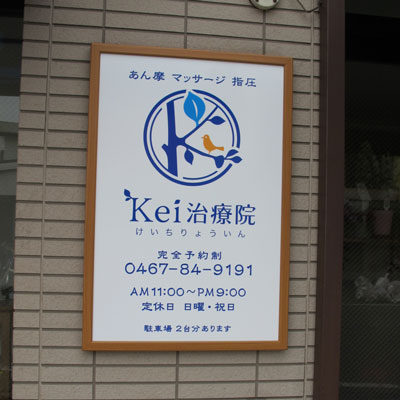 あん摩 マッサージ 指圧
Kei治療院
けいちりょういん
完全予約制
0467-84-9191
AM11:00～PM9:00
定休日 日曜・祝日
駐車場 2台分あります